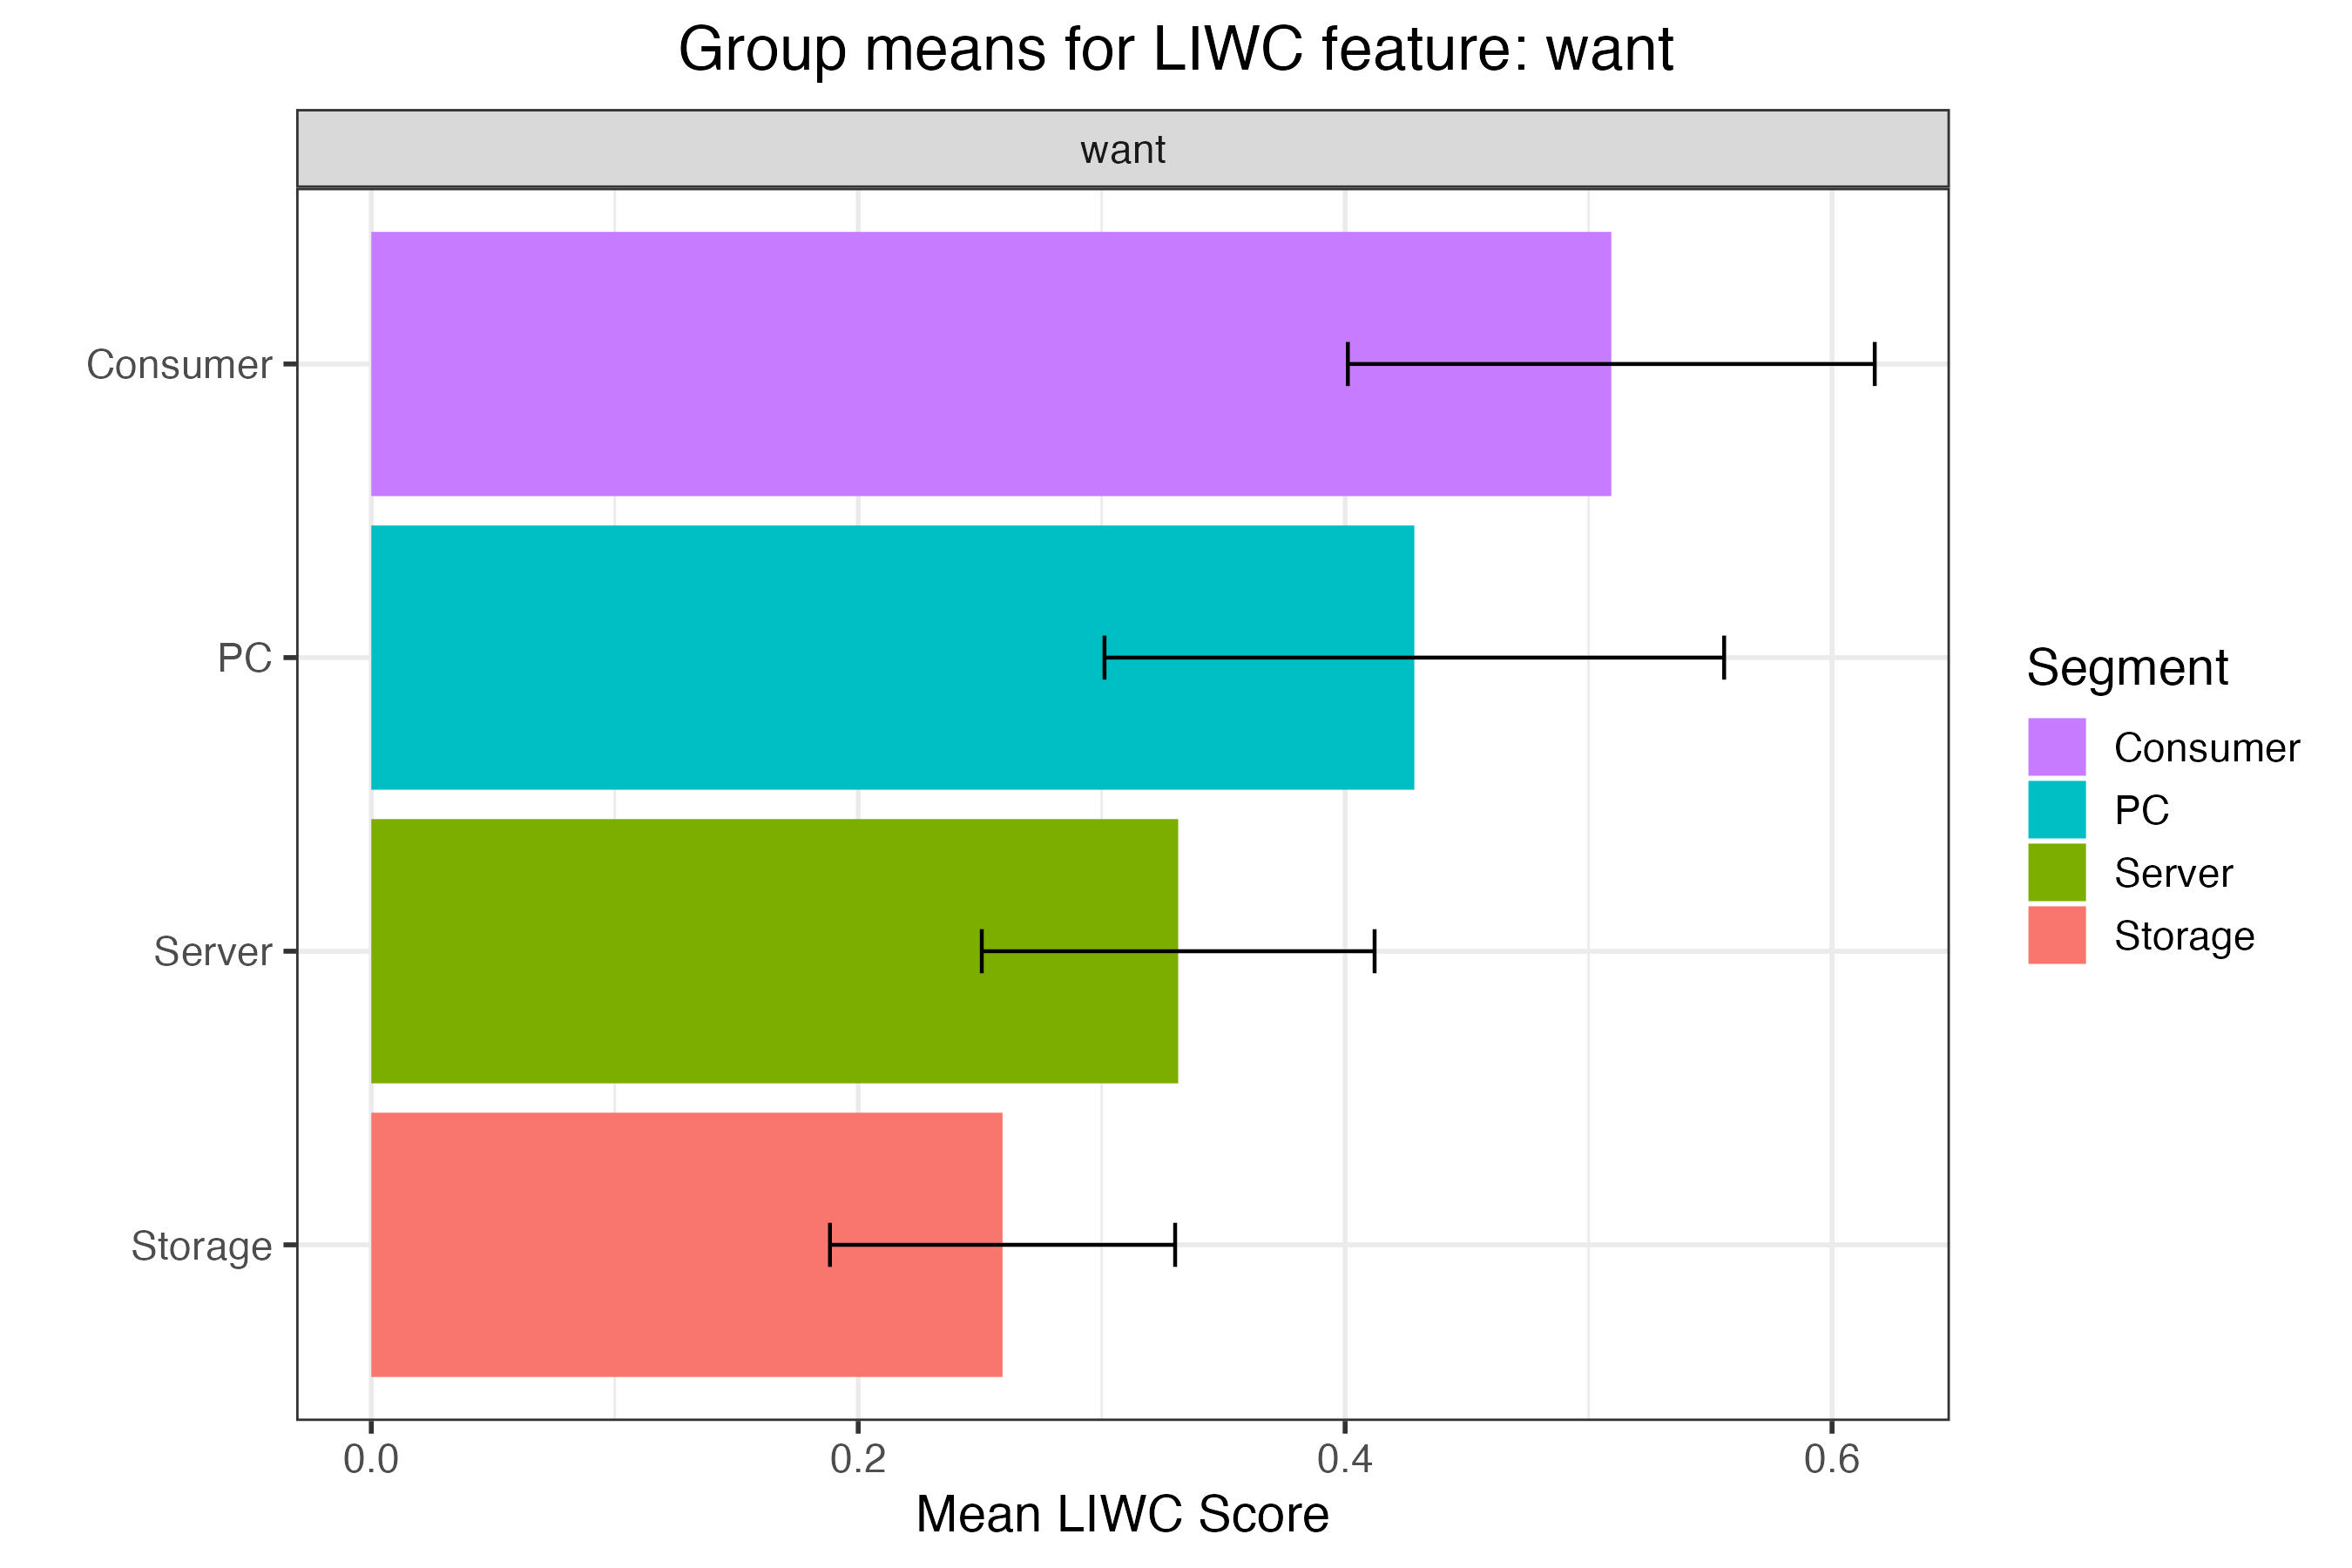 Group means for LIWC feature: want
want
Consumer
PC
Server
Storage
0.0 0.2 0.4 0.6
Mean LIWC Score
Segment
Consumer
PC
Server
Storage